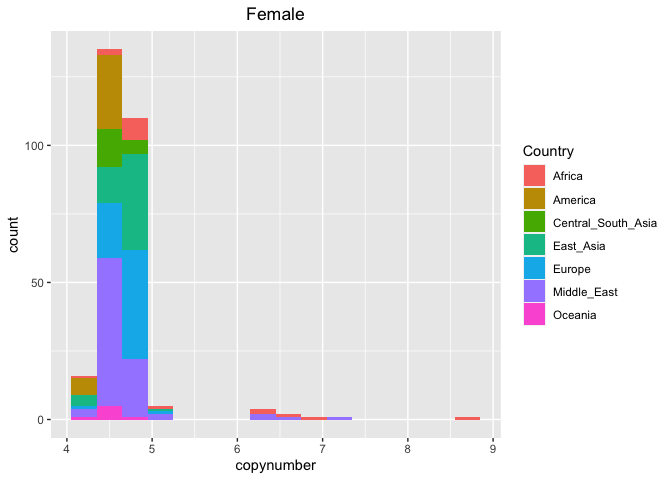 Female
count
100
50
0
4
5
6
7
8
9
copynumber
Country
Africa
America
Central_South_Asia
East_Asia
Europe
Middle_East
Oceania